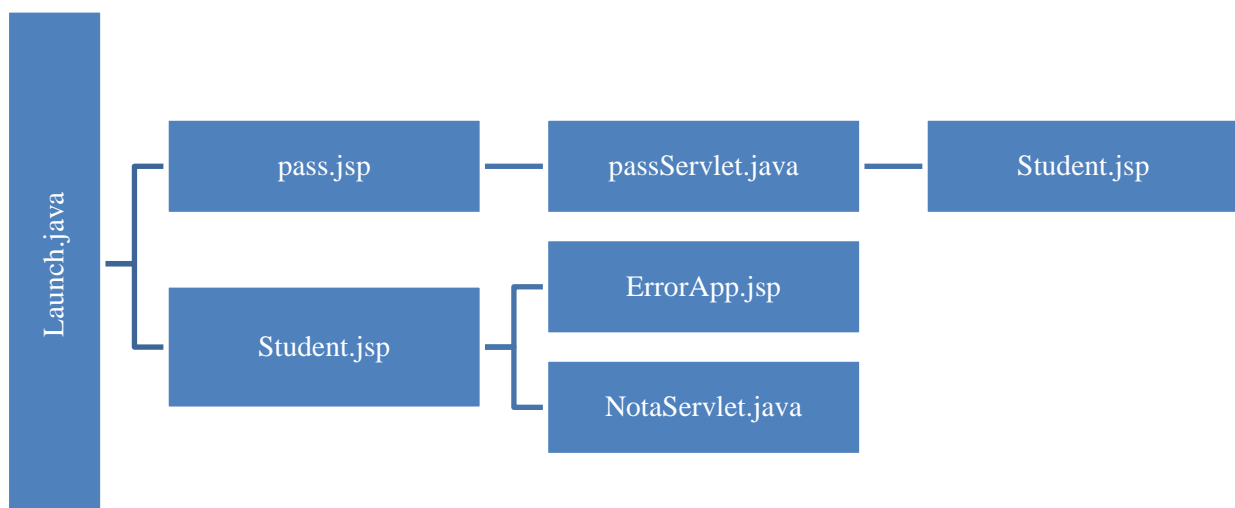 Launch.java
pass.jsp
passServlet.java
Student.jsp
Student.jsp
ErrorApp.jsp
NotaServlet.java